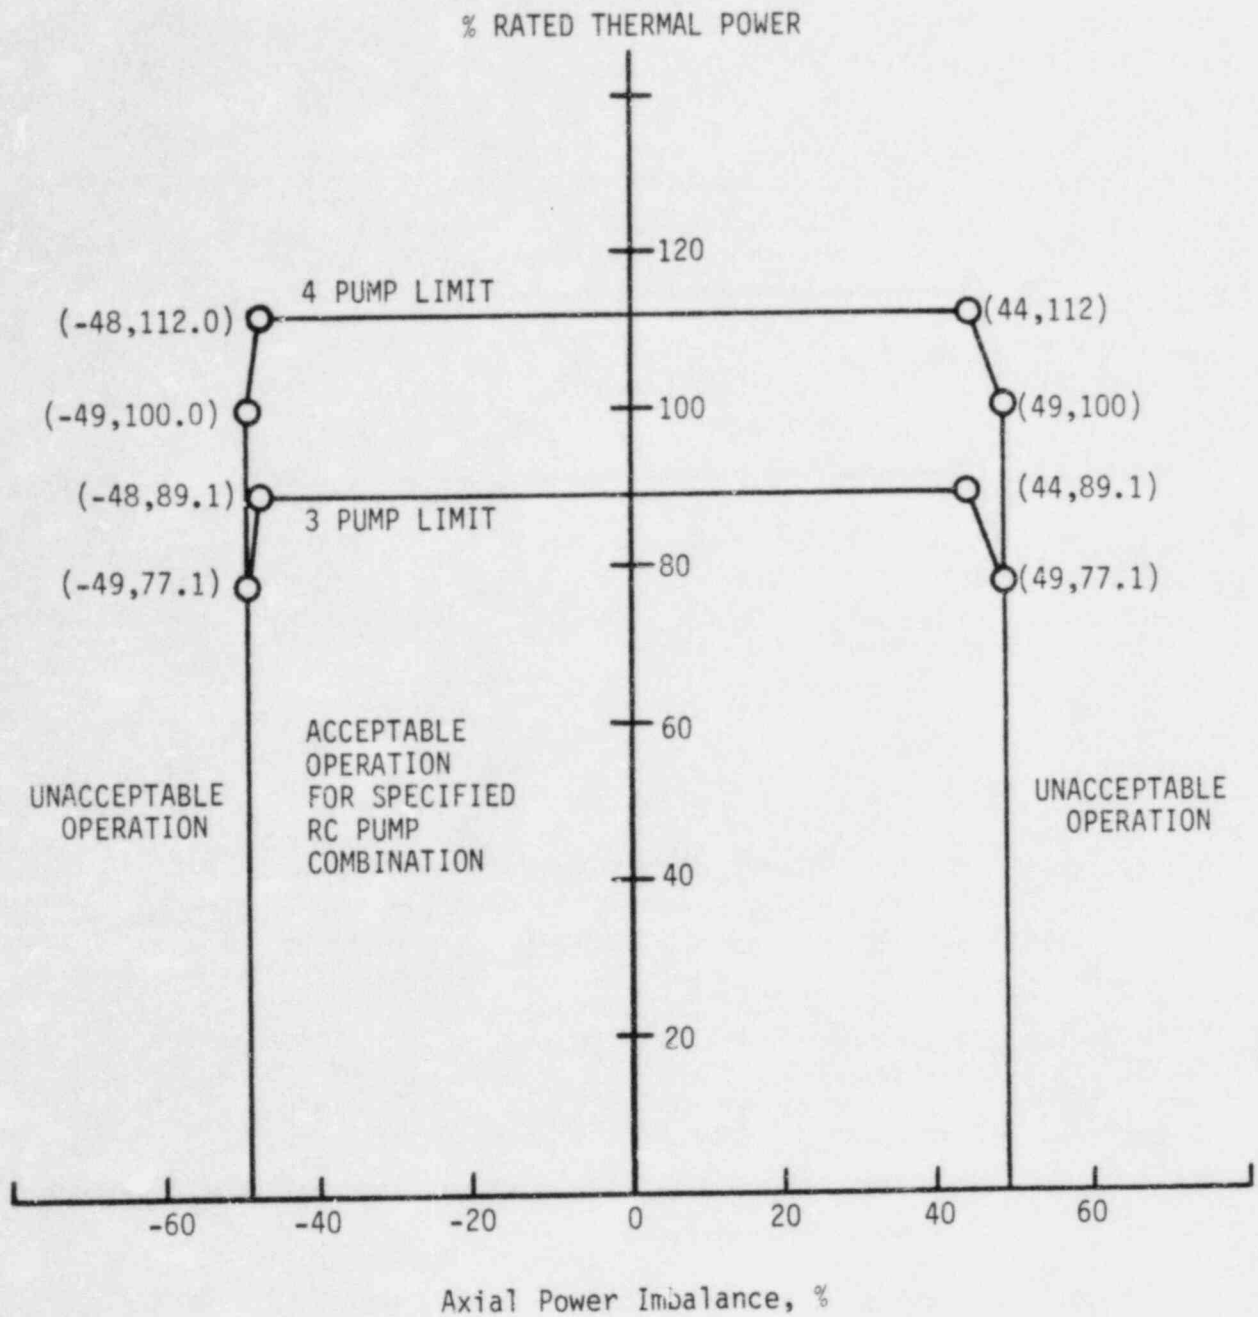 % RATED THERMAL POWER
120
4 PUMP LIMIT
(-48,112.0)
(44,112)
(-49,100.0)
100
(49,100)
(-48,89.1)
(44,89.1)
3 PUMP LIMIT
80
(-49,77.1)
(49,77.1)
60
ACCEPTABLE
OPERATION
FOR SPECIFIED
RC PUMP
COMBINATION
UNACCEPTABLE
OPERATION
UNACCEPTABLE
OPERATION
40
20
-60 -40 -20 0 20 40 60
Axial Power Imbalance, %